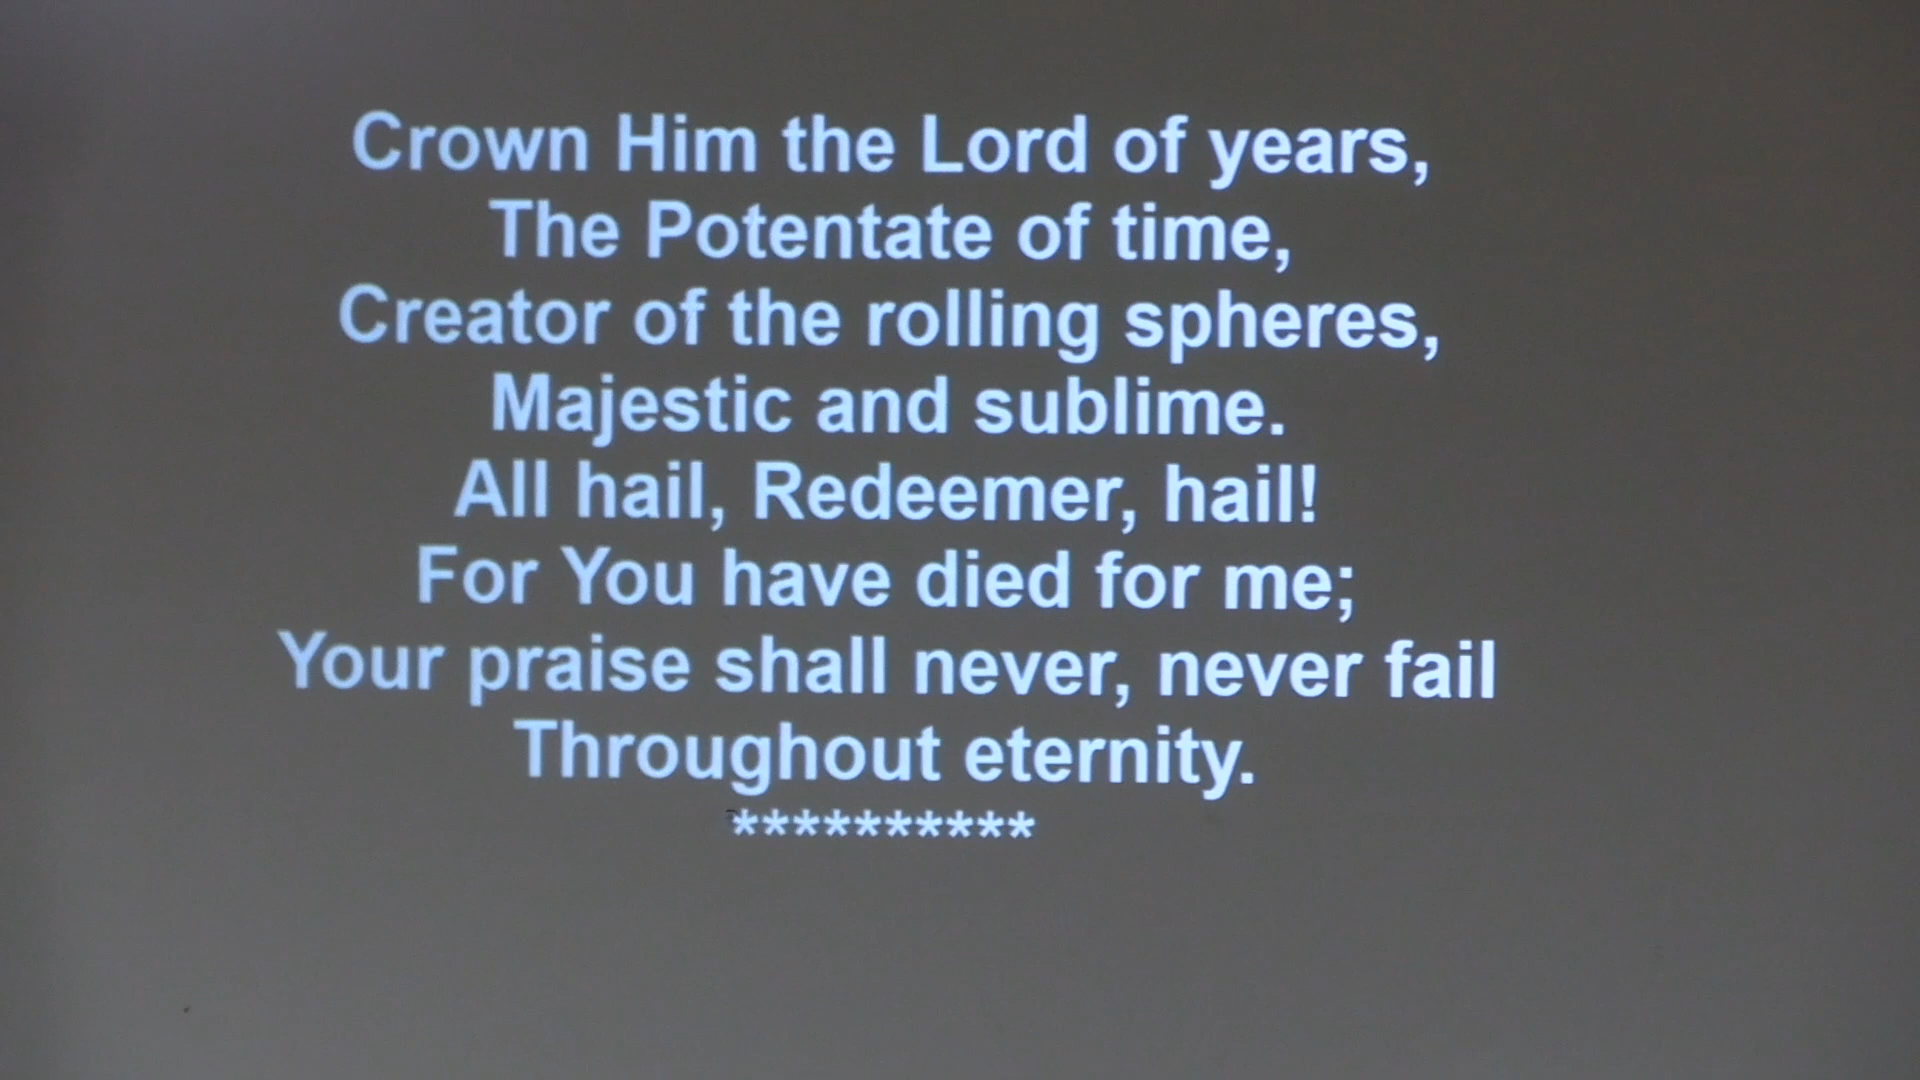 Crown Him the Lord of years,
The Potentate of time,
Creator of the rolling spheres,
Majestic and sublime.
All hail, Redeemer, hail!
For You have died for me;
Your praise shall never, never fail
Throughout eternity.
**********